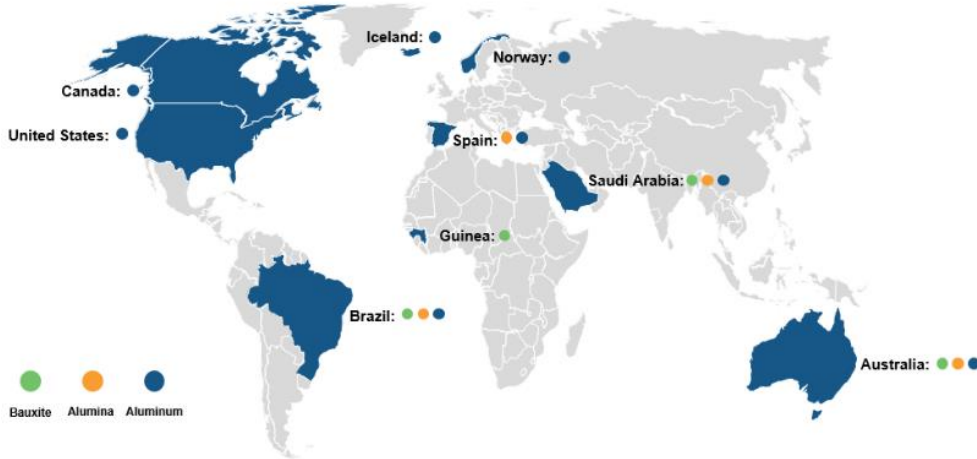 Iceland:
Norway:
Canada:
United States:
Spain:
Saudi Arabia:
Guinea:
Brazil:
Australia:
Bauxite
Alumina
Aluminum